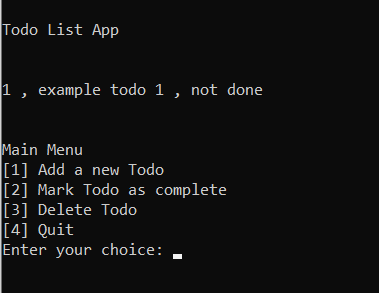 Todo List App
1 , example todo 1 , not done
Main Menu
[1] Add a new Todo
[2] Mark Todo as complete
[3] Delete Todo
[4] Quit
Enter your choice: